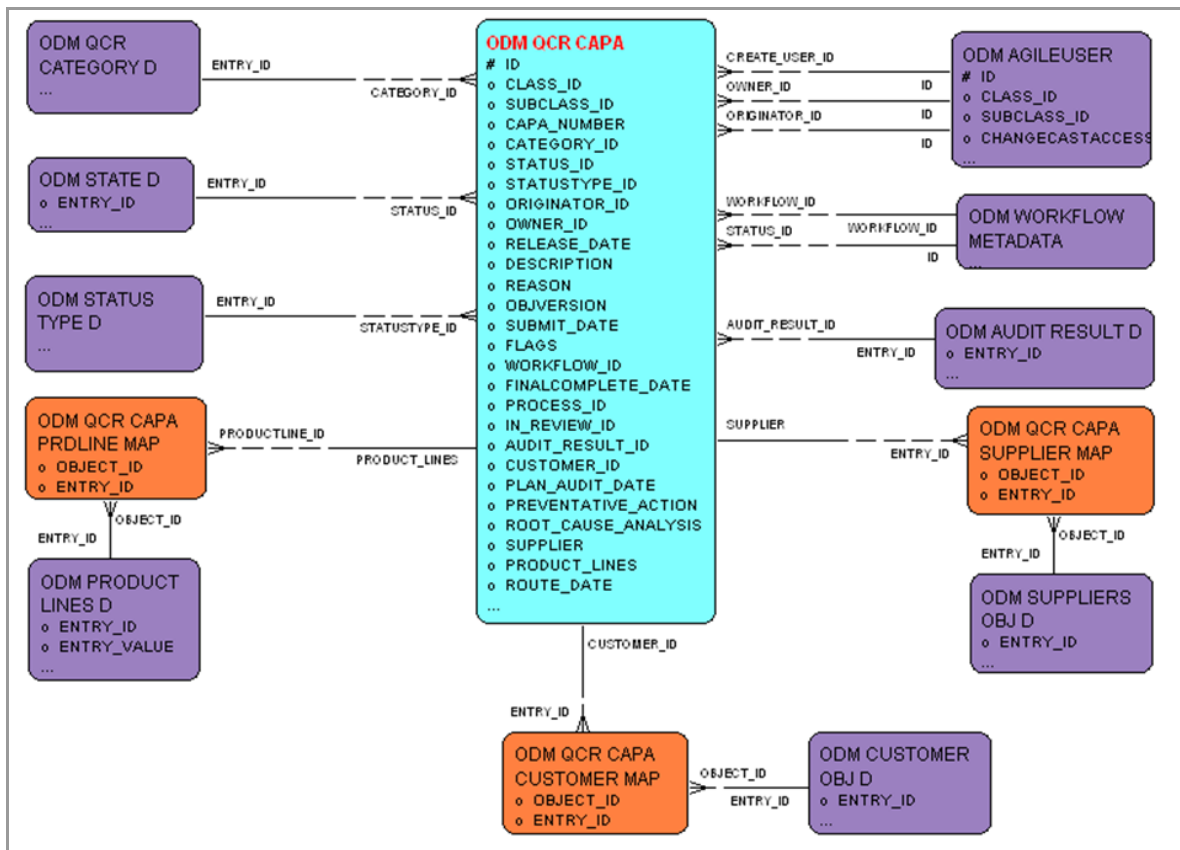 ODM QCR
CATEGORY D
...
ENTRY_ID
CATEGORY_ID
ODM STATE D
o ENTRY_ID
ENTRY_ID
STATUS_ID
ODM STATUS
TYPE D
...
ENTRY_ID
STATUSTYPE_ID
ODM QCR CAPA
PRDLINE MAP
o OBJECT_ID
o ENTRY_ID
PRODUCTLINE_ID
PRODUCT_LINES
OBJECT_ID
ENTRY_ID
ODM PRODUCT
LINES D
o ENTRY_ID
o ENTRY_VALUE
...
ODM QCR CAPA
# ID
o CLASS_ID
o SUBCLASS_ID
o CAPA_NUMBER
o CATEGORY_ID
o STATUS_ID
o STATUSTYPE_ID
o ORIGINATOR_ID
o OWNER_ID
o RELEASE_DATE
o DESCRIPTION
o REASON
o OBJVERSION
o SUBMIT_DATE
o FLAGS
o WORKFLOW_ID
o FINALCOMPLETE_DATE
o PROCESS_ID
o IN_REVIEW_ID
o AUDIT_RESULT_ID
o CUSTOMER_ID
o PLAN_AUDIT_DATE
o PREVENTATIVE_ACTION
o ROOT_CAUSE_ANALYSIS
o SUPPLIER
o PRODUCT_LINES
o ROUTE_DATE
...
CREATE_USER_ID
OWNER_ID
ID
ORIGINATOR_ID
ID
ID
ODM AGILEUSER
# ID
o CLASS_ID
o SUBCLASS_ID
o CHANGECASTACCESS
...
WORKFLOW_ID
WORKFLOW_ID
STATUS_ID
ID
ODM WORKFLOW
METADATA
...
AUDIT_RESULT_ID
ENTRY_ID
ODM AUDIT RESULT D
o ENTRY_ID
...
SUPPLIER
ENTRY_ID
ODM QCR CAPA
SUPPLIER MAP
o OBJECT_ID
o ENTRY_ID
OBJECT_ID
ENTRY_ID
ODM SUPPLIERS
OBJ D
o ENTRY_ID
...
CUSTOMER_ID
ENTRY_ID
ODM QCR CAPA
CUSTOMER MAP
o OBJECT_ID
o ENTRY_ID
OBJECT_ID
ENTRY_ID
ODM CUSTOMER
OBJ D
o ENTRY_ID
...